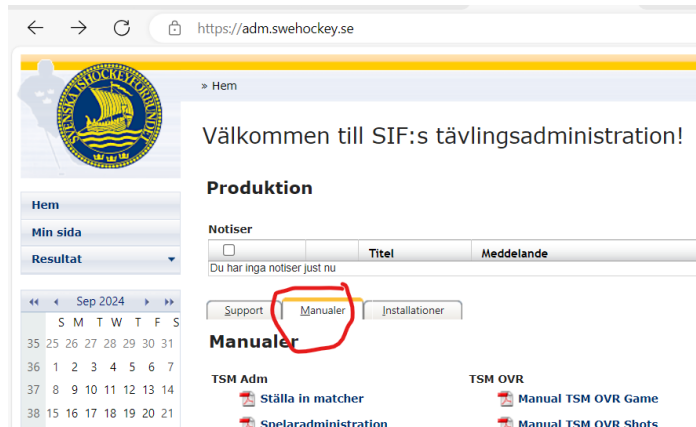 https://adm.swehockey.se
SVENSKA ISHOCKEYFÖRBUNDET
» Hem
Välkommen till SIF:s tävlingsadministration!
Produktion
Hem
Min sida
Resultat
Notiser
Titel Meddelande
Du har inga notiser just nu
Support Manualer Installationer
Manualer
TSM Adm TSM OVR
Ställa in matcher Manual TSM OVR Game
Spelaradministration Manual TSM OVR Shots
Sep 2024
S M T W T F S
35 25 26 27 28 29 30 31
36 1 2 3 4 5 6 7
37 8 9 10 11 12 13 14
38 15 16 17 18 19 20 21